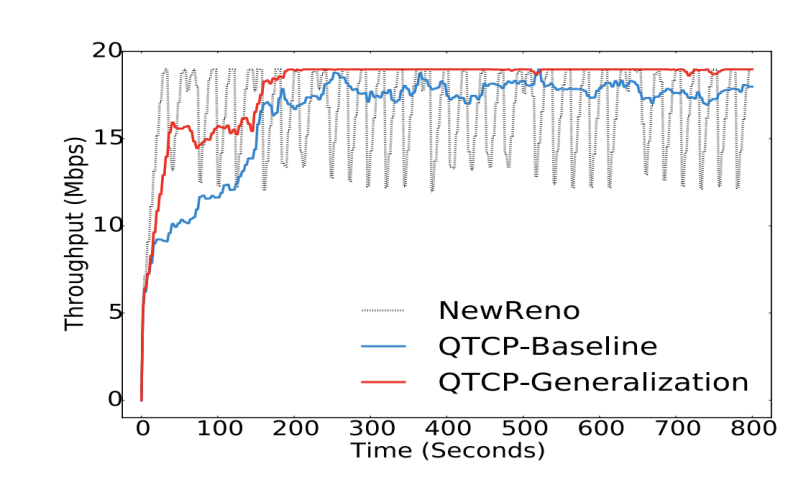 20
15
10
5
0
Throughput (Mbps)
NewReno
QTCP-Baseline
QTCP-Generalization
0 100 200 300 400 500 600 700 800
Time (Seconds)